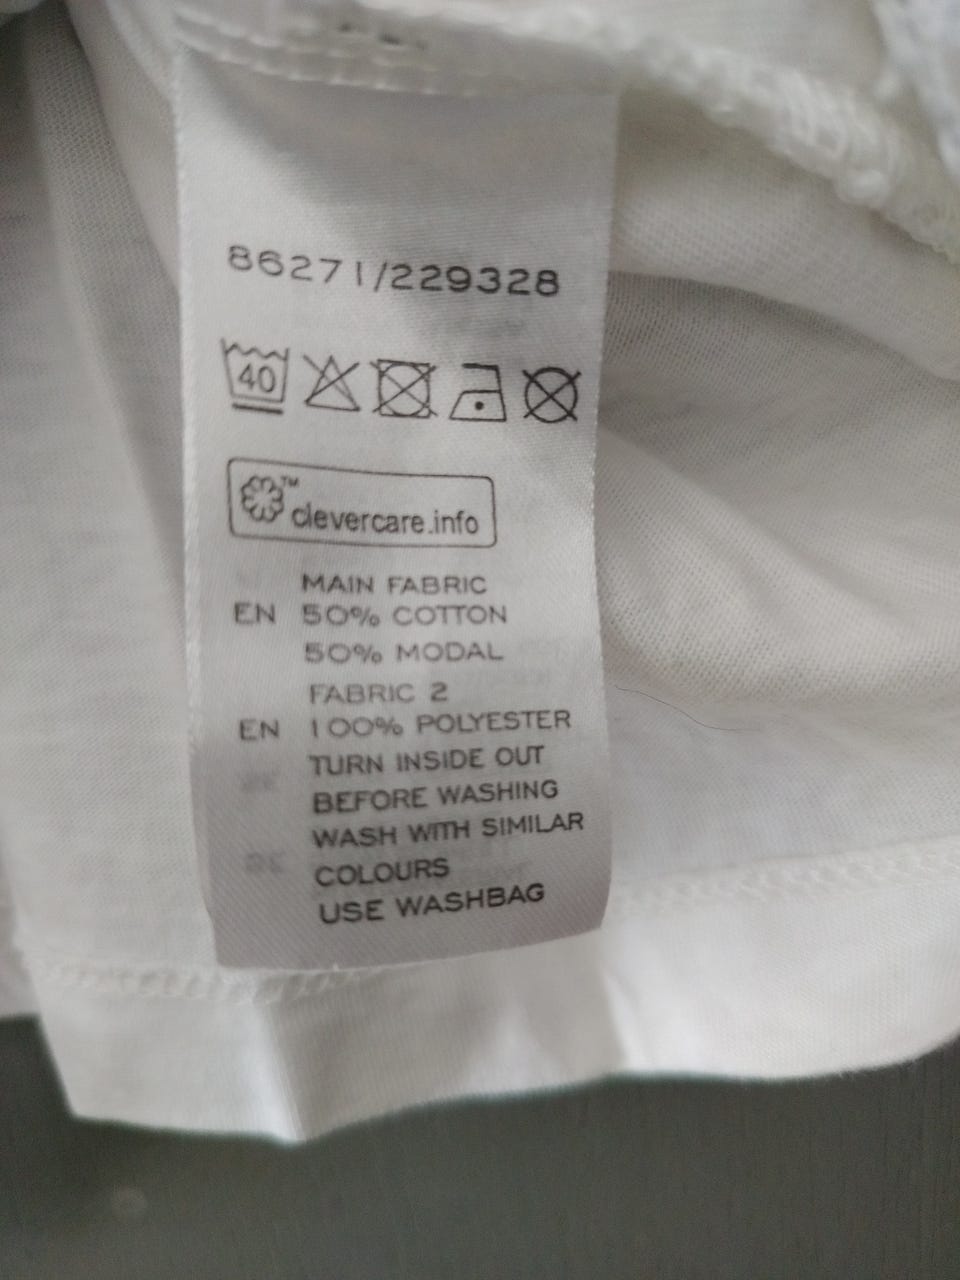 86271/229328
40
clevercare.info™
MAIN FABRIC
EN 50% COTTON
50% MODAL
FABRIC 2
EN 100% POLYESTER
TURN INSIDE OUT
BEFORE WASHING
WASH WITH SIMILAR
COLOURS
USE WASHBAG